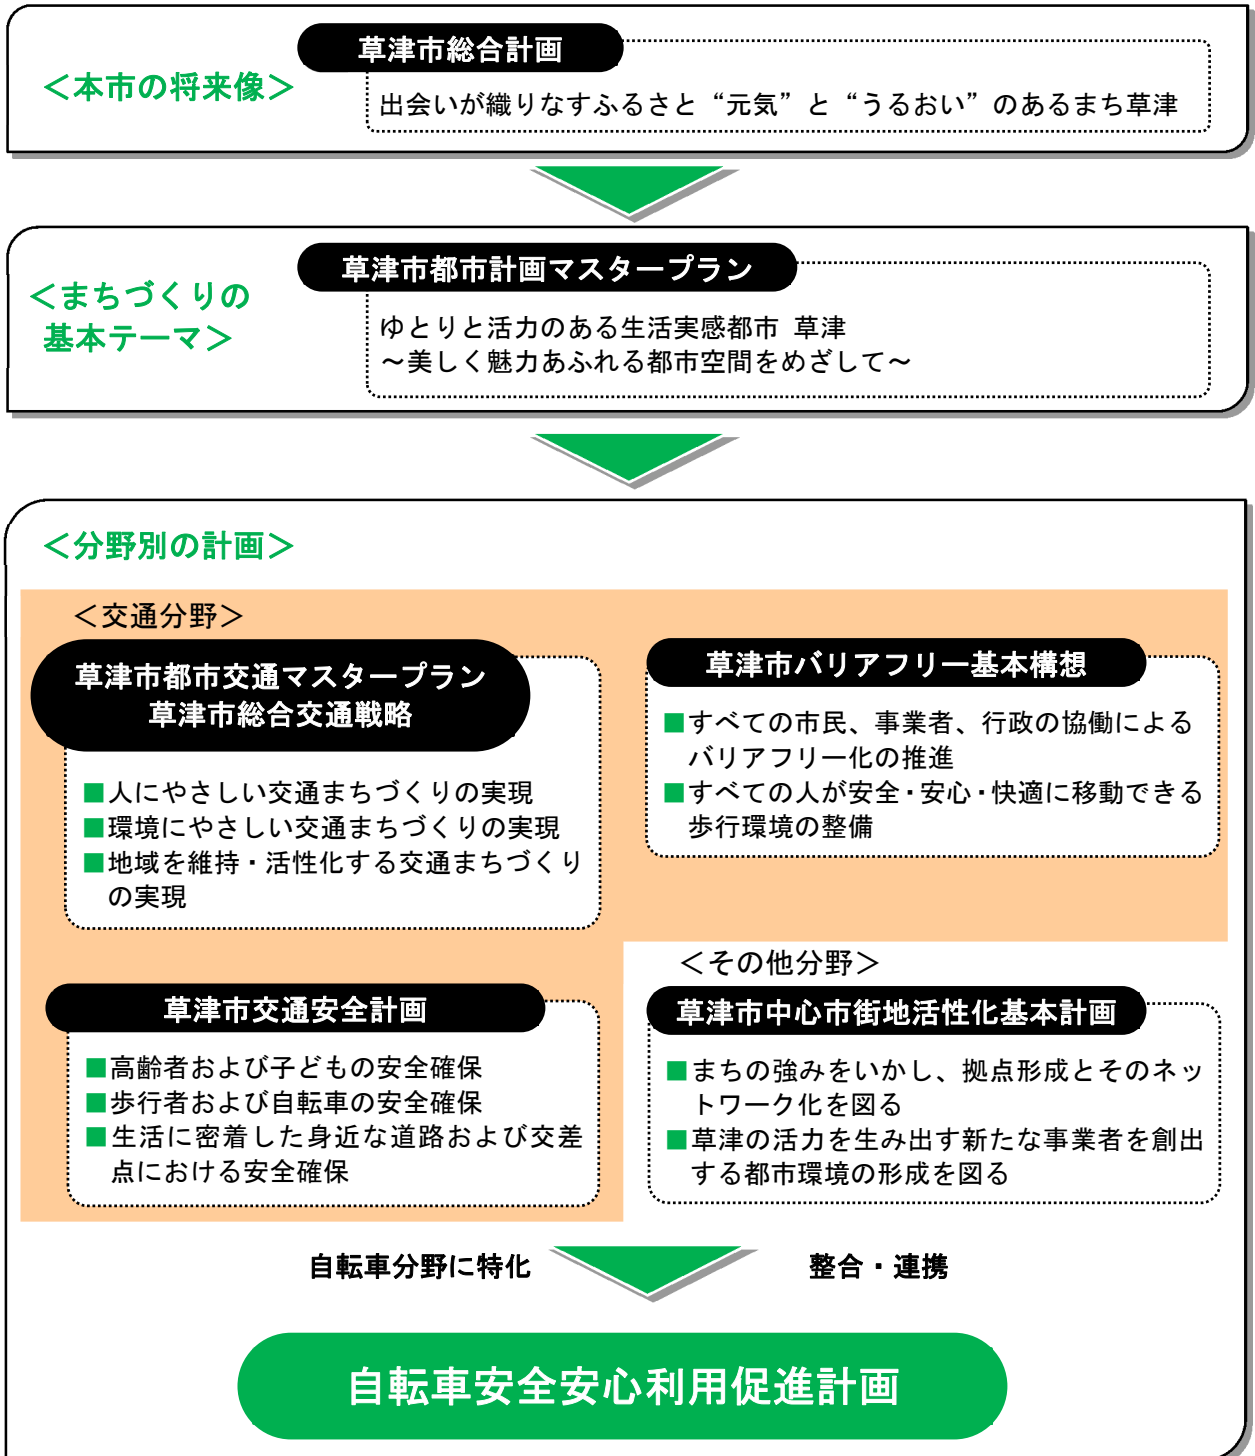 草津市総合計画
＜本市の将来像＞
出会いが織りなすふるさと“元気”と“うるおい”のあるまち草津
草津市都市計画マスタープラン
＜まちづくりの
基本テーマ＞
ゆとりと活力のある生活実感都市 草津
～美しく魅力あふれる都市空間をめざして～
＜分野別の計画＞
＜交通分野＞
草津市都市交通マスタープラン
草津市総合交通戦略
■人にやさしい交通まちづくりの実現
■環境にやさしい交通まちづくりの実現
■地域を維持・活性化する交通まちづくり
の実現
草津市バリアフリー基本構想
■すべての市民、事業者、行政の協働による
バリアフリー化の推進
■すべての人が安全・安心・快適に移動できる
歩行環境の整備
草津市交通安全計画
■高齢者および子どもの安全確保
■歩行者および自転車の安全確保
■生活に密着した身近な道路および交差
点における安全確保
＜その他分野＞
草津市中心市街地活性化基本計画
■まちの強みをいかし、拠点形成とそのネッ
トワーク化を図る
■草津の活力を生み出す新たな事業者を創出
する都市環境の形成を図る
自転車分野に特化
整合・連携
自転車安全安心利用促進計画